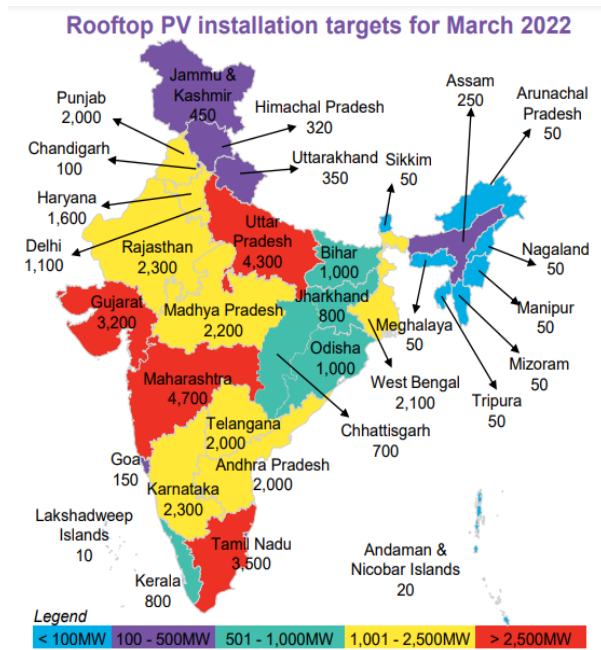 Rooftop PV installation targets for March 2022
Jammu &
Kashmir
450
Punjab
2,000
Himachal Pradesh
320
Assam
250
Arunachal
Pradesh
50
Chandigarh
100
Uttarakhand
350
Sikkim
50
Haryana
1,600
Delhi
1,100
Rajasthan
2,300
Uttar
Pradesh
4,300
Bihar
1,000
Nagaland
50
Gujarat
3,200
Madhya Pradesh
2,200
Jharkhand
800
Meghalaya
50
Manipur
50
Odisha
1,000
Mizoram
50
Maharashtra
4,700
West Bengal
2,100
Tripura
50
Chhattisgarh
700
Telangana
2,000
Goa
150
Andhra Pradesh
2,000
Karnataka
2,300
Lakshadweep
Islands
10
Tamil Nadu
3,500
Andaman &
Nicobar Islands
20
Kerala
800
Legend
< 100MW 100 - 500MW 501 - 1,000MW 1,001 - 2,500MW > 2,500MW